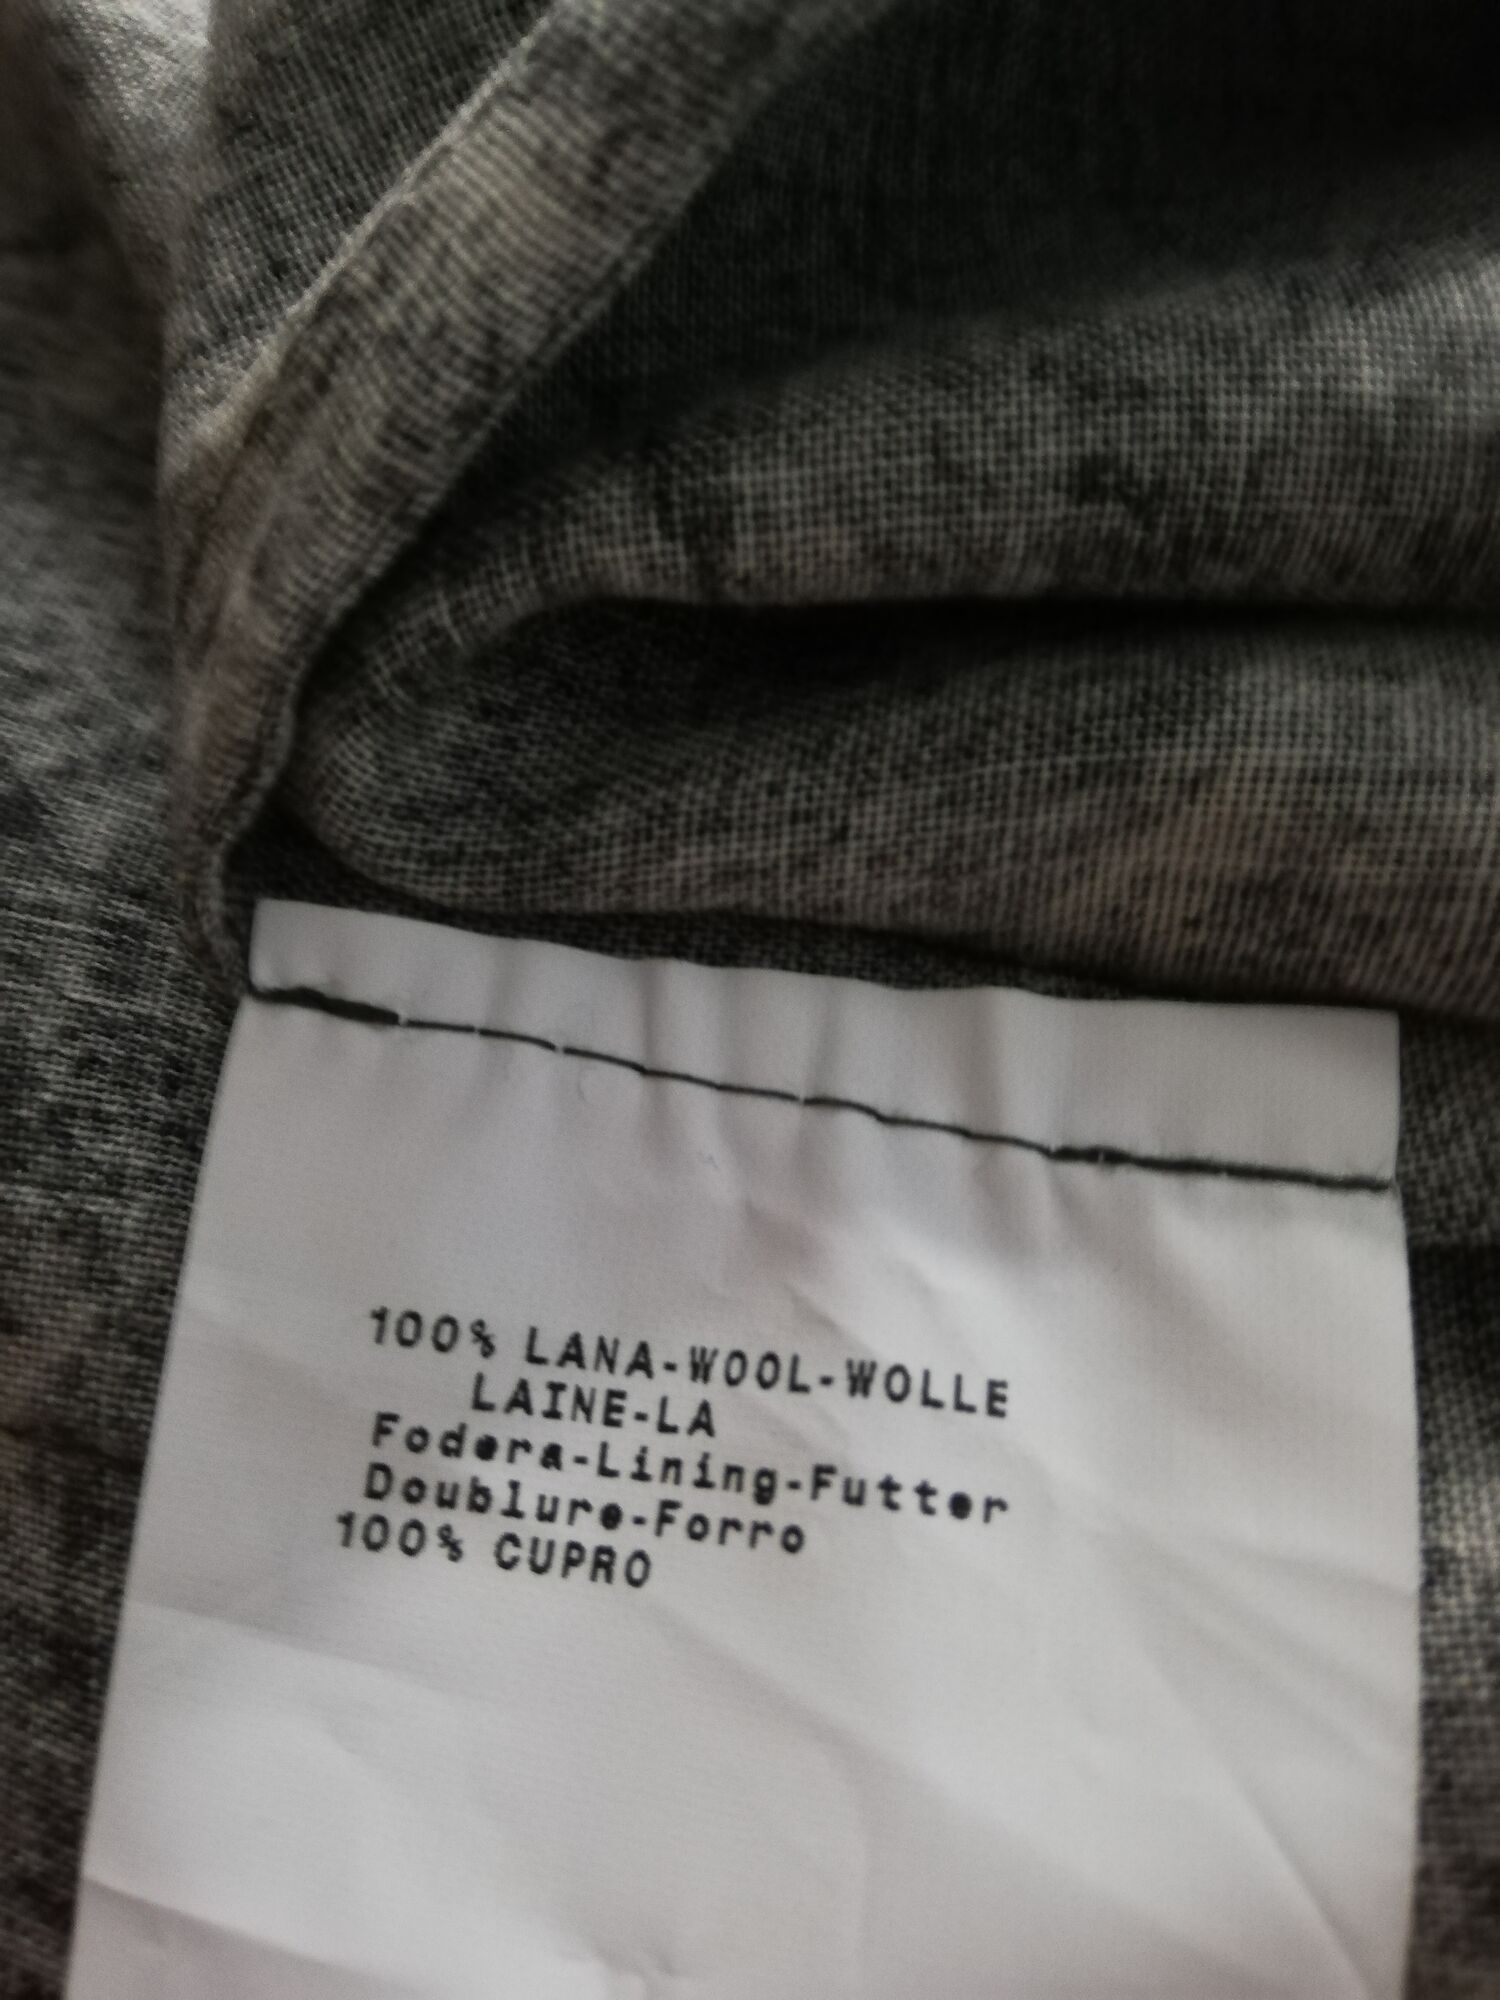 100% LANA-WOOL-WOLLE
LAINE-LA
Fodera-Lining-Futter
Doublure-Forro
100% CUPRO